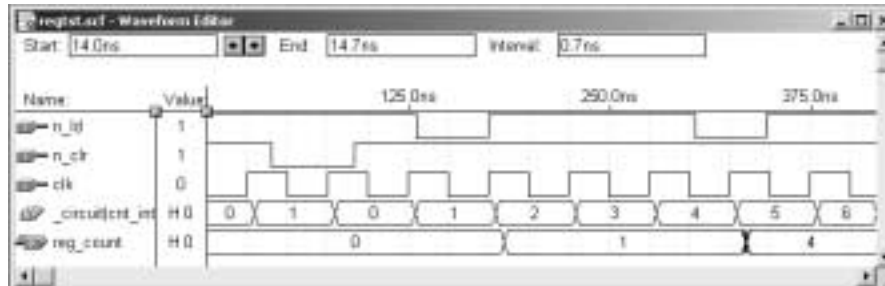 regtst.scf - Waveform Editor
Start: 14.0ns End: 14.7ns Interval: 0.7ns
Name: Value: 125.0ns 250.0ns 375.0ns
n_ld 1
n_clr 1
clk 0
_circuit|cnt_int H 0 0 1 0 1 2 3 4 5 6
reg_count H 0 0 1 4